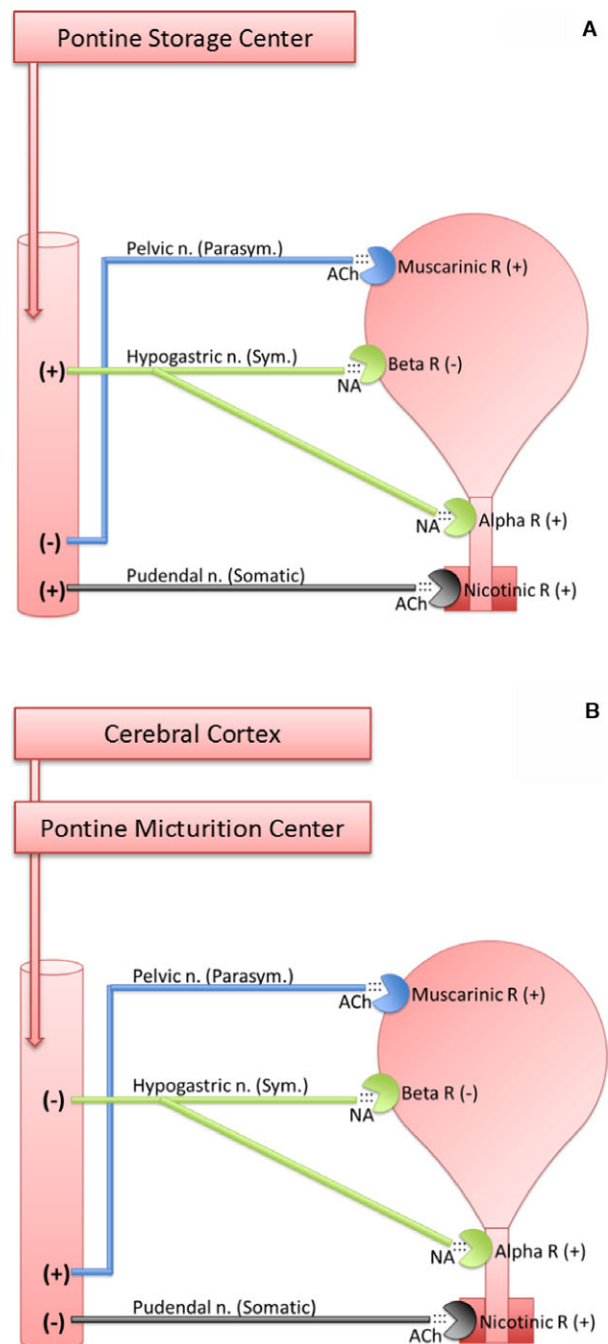 Pontine Storage Center
A
Pelvic n. (Parasym.)
ACh
Muscarinic R (+)
(+)
Hypogastric n. (Sym.)
NA
Beta R (-)
NA
Alpha R (+)
(-)
(+)
Pudendal n. (Somatic)
ACh
Nicotinic R (+)
B
Cerebral Cortex
Pontine Micturition Center
Pelvic n. (Parasym.)
ACh
Muscarinic R (+)
(-)
Hypogastric n. (Sym.)
NA
Beta R (-)
NA
Alpha R (+)
(+)
(-)
Pudendal n. (Somatic)
ACh
Nicotinic R (+)